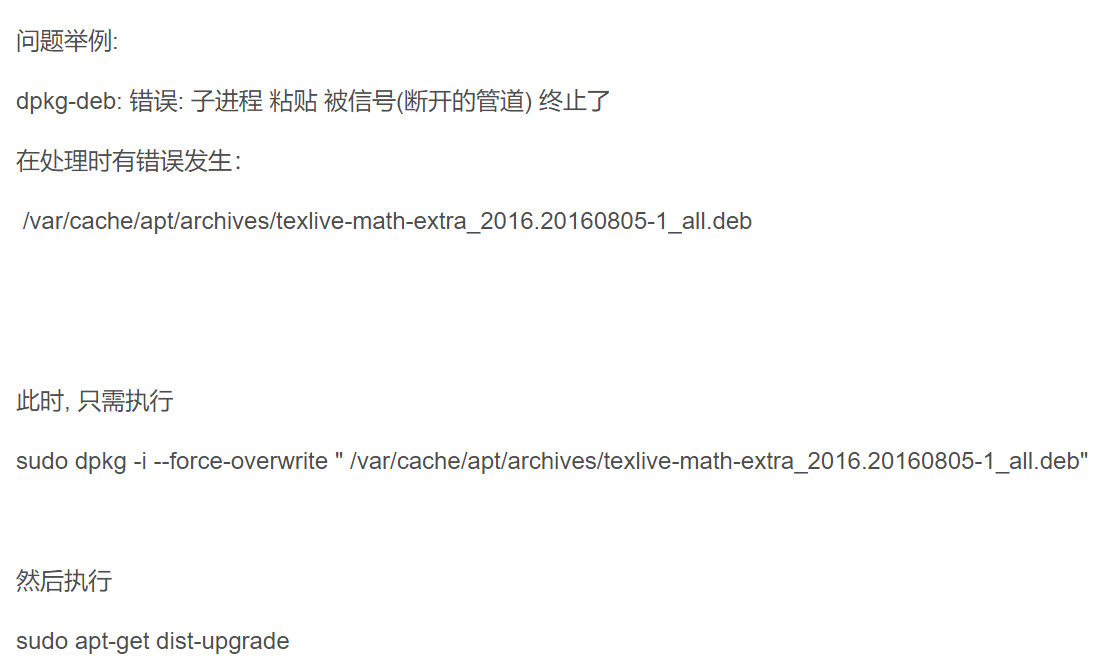 问题举例:
dpkg-deb: 错误: 子进程 粘贴 被信号(断开的管道) 终止了
在处理时有错误发生：
/var/cache/apt/archives/texlive-math-extra_2016.20160805-1_all.deb
此时, 只需执行
sudo dpkg -i --force-overwrite " /var/cache/apt/archives/texlive-math-extra_2016.20160805-1_all.deb"
然后执行
sudo apt-get dist-upgrade